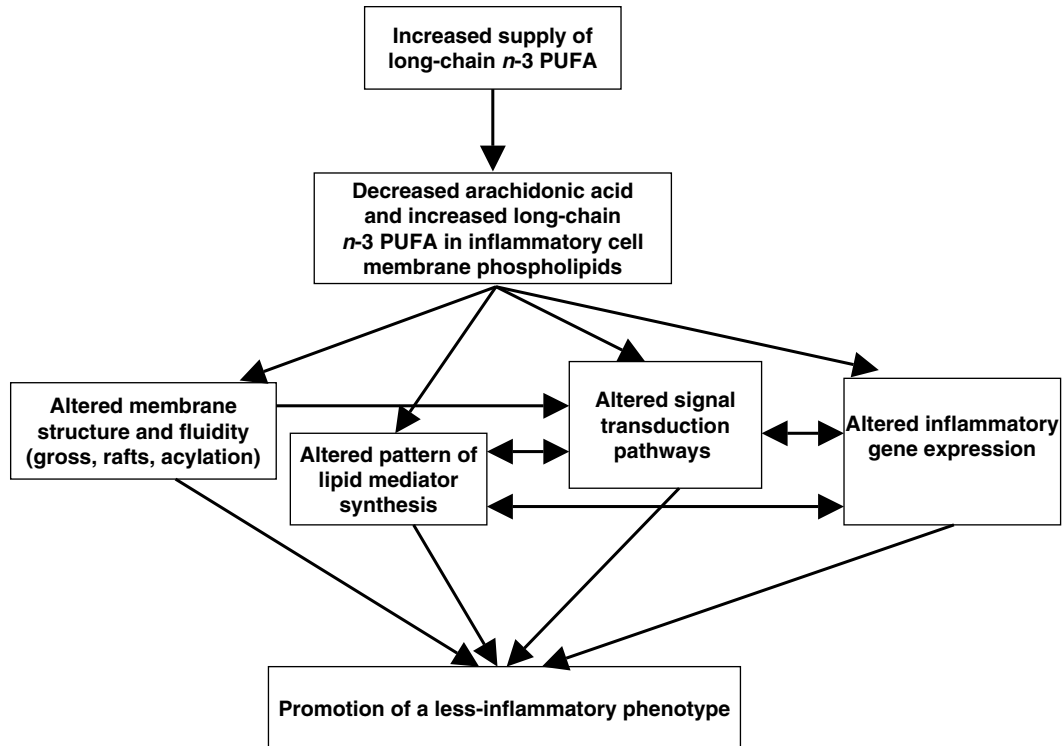 Increased supply of
long-chain n-3 PUFA
Decreased arachidonic acid
and increased long-chain
n-3 PUFA in inflammatory cell
membrane phospholipids
Altered membrane
structure and fluidity
(gross, rafts, acylation)
Altered pattern of
lipid mediator
synthesis
Altered signal
transduction
pathways
Altered inflammatory
gene expression
Promotion of a less-inflammatory phenotype